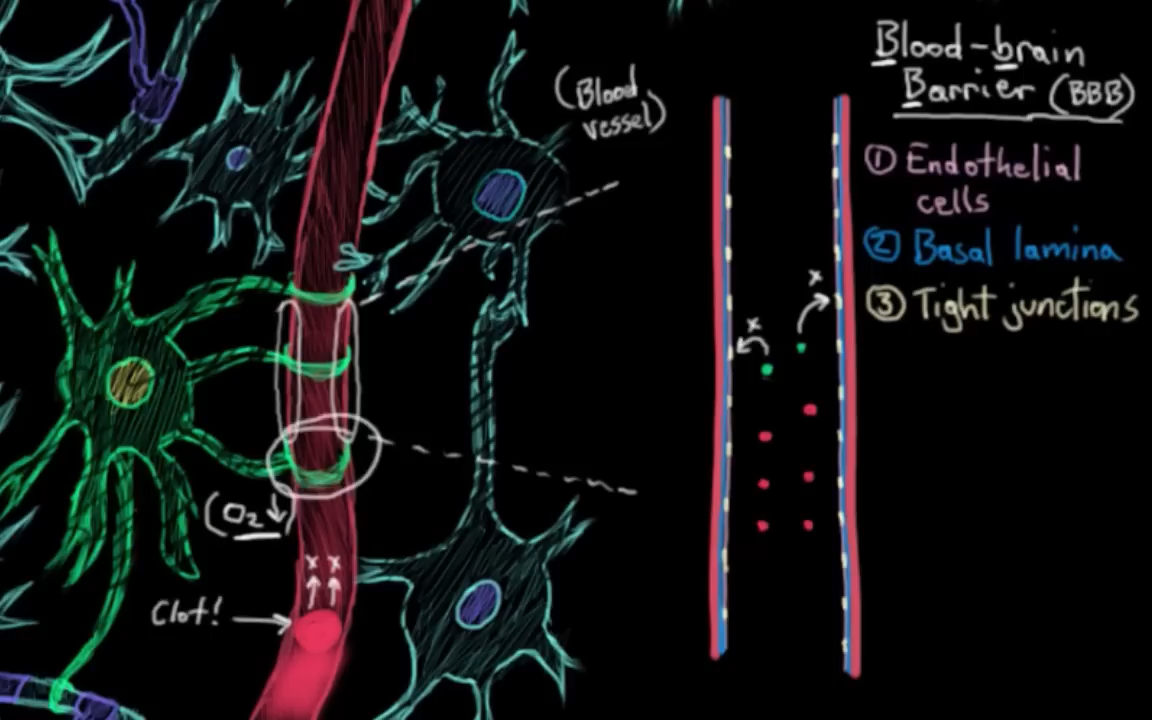 (Blood
vessel)
Blood-brain
Barrier (BBB)
① Endothelial
cells
② Basal lamina
③ Tight junctions
x
x
(O₂↓)
x x
Clot!